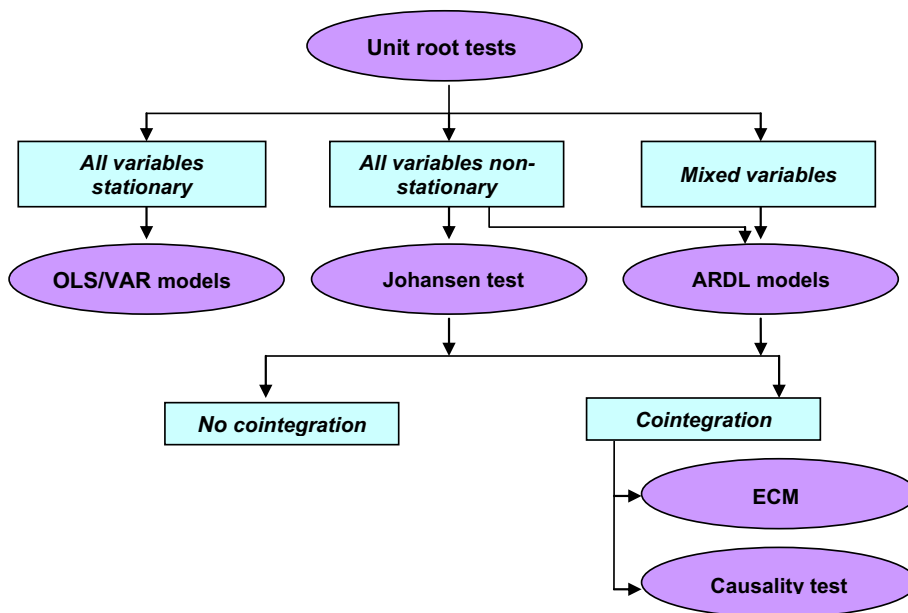 Unit root tests
All variables
stationary
All variables non-
stationary
Mixed variables
OLS/VAR models
Johansen test
ARDL models
No cointegration
Cointegration
ECM
Causality test